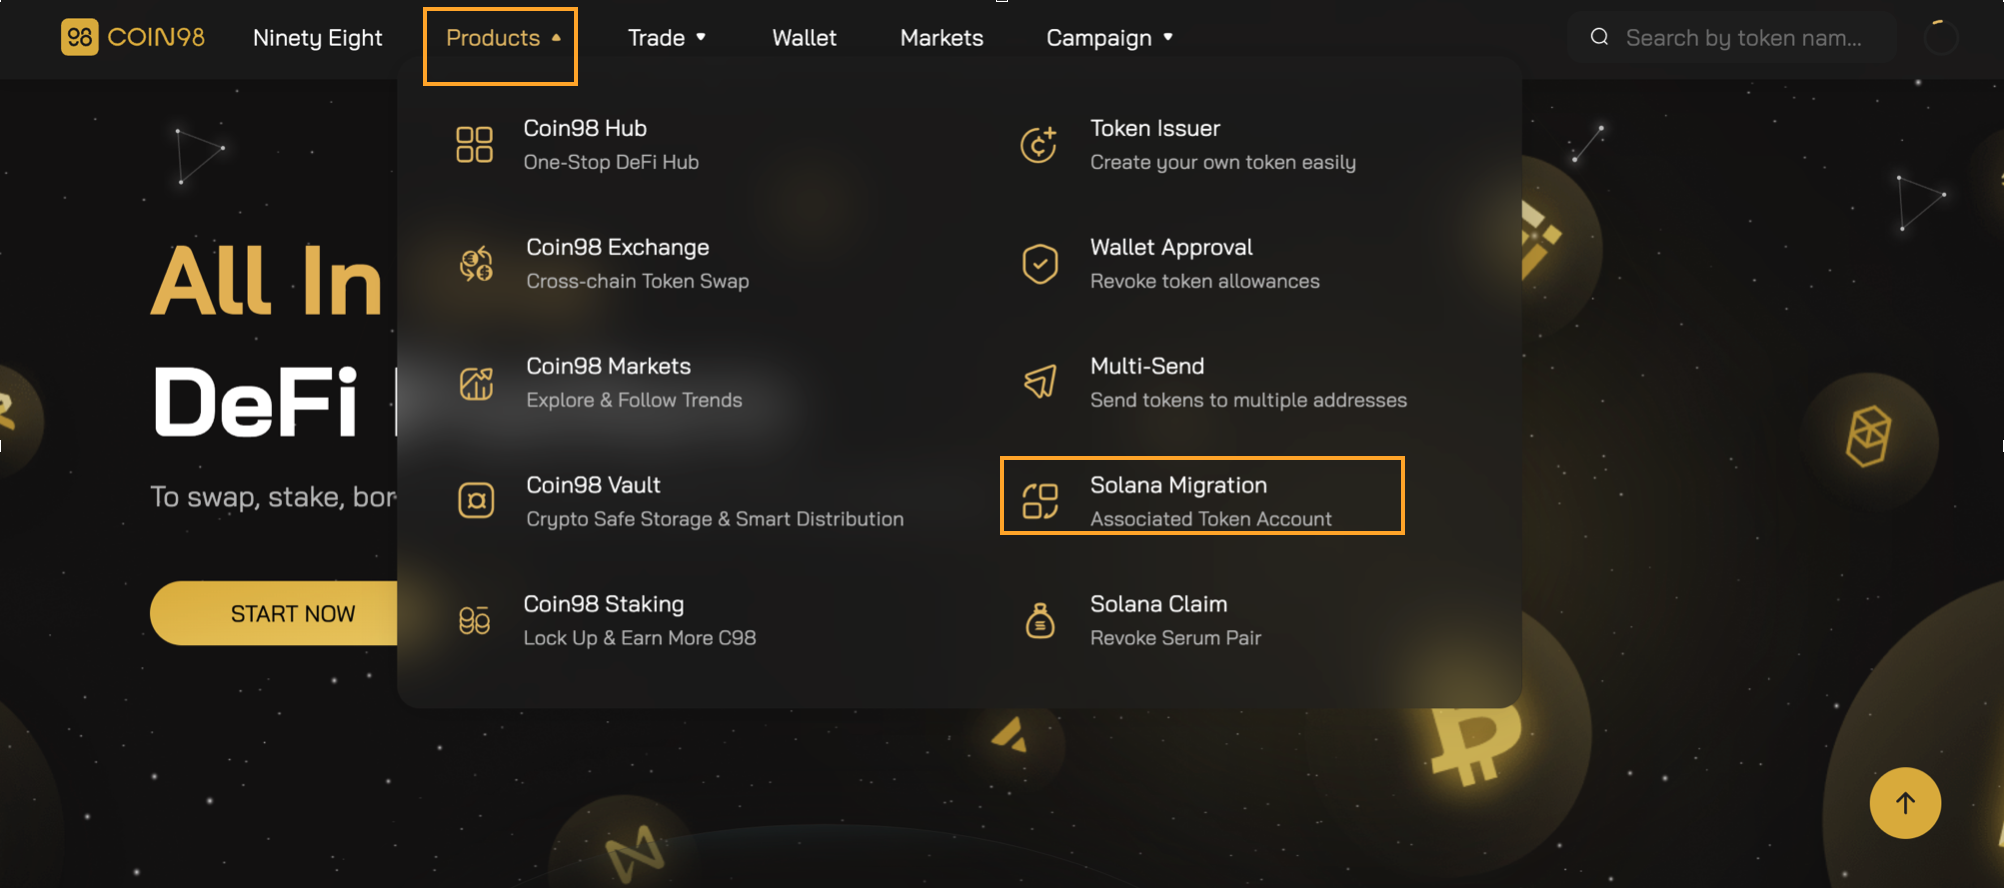 COIN98
Ninety Eight
Products
Trade
Wallet
Markets
Campaign
Search by token nam...
Coin98 Hub
One-Stop DeFi Hub
Token Issuer
Create your own token easily
Coin98 Exchange
Cross-chain Token Swap
Wallet Approval
Revoke token allowances
Coin98 Markets
Explore & Follow Trends
Multi-Send
Send tokens to multiple addresses
Coin98 Vault
Crypto Safe Storage & Smart Distribution
Solana Migration
Associated Token Account
Coin98 Staking
Lock Up & Earn More C98
Solana Claim
Revoke Serum Pair
All In
DeFi
To swap, stake, bor
START NOW